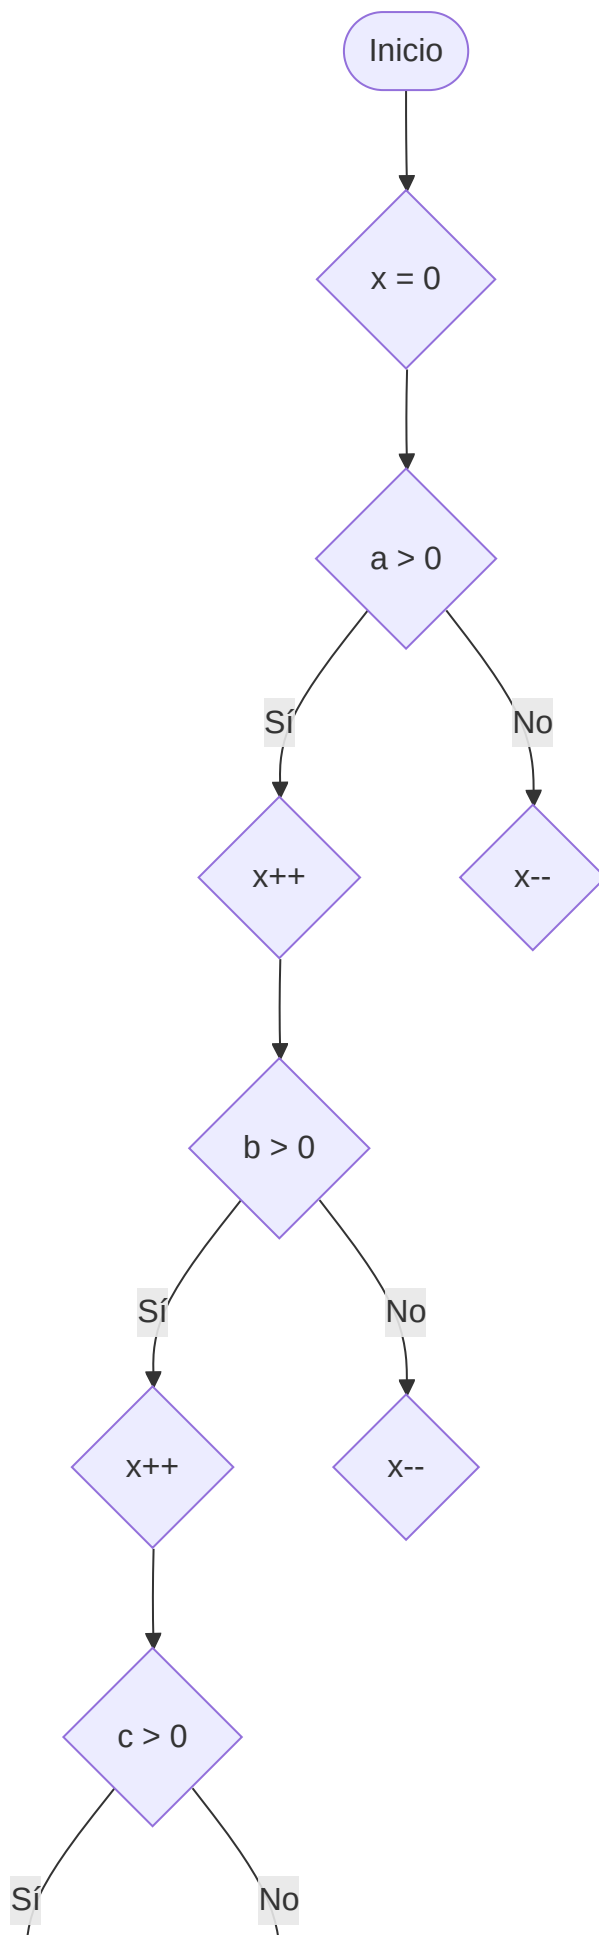 Inicio
x = 0
a > 0
Sí
No
x++
x--
b > 0
Sí
No
x++
x--
c > 0
Sí
No